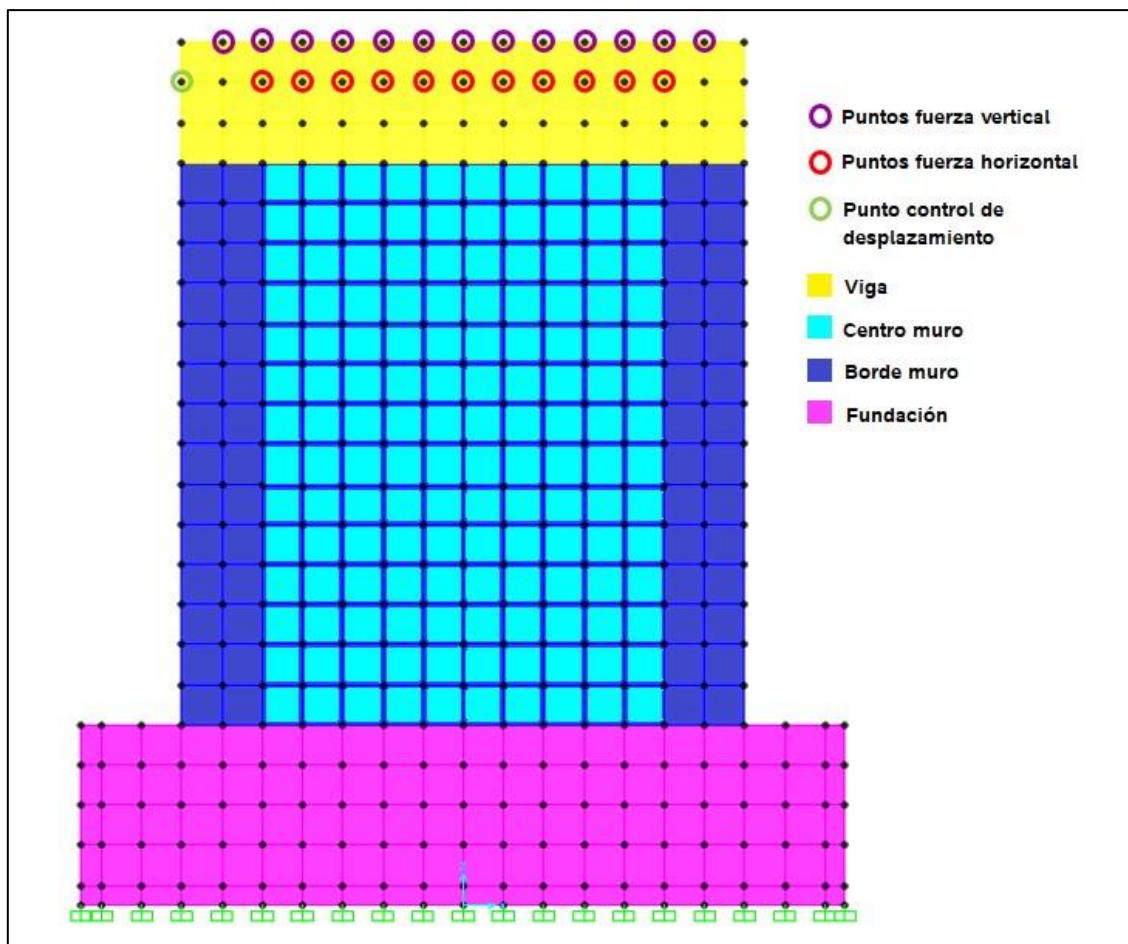 Puntos fuerza vertical
Puntos fuerza horizontal
Punto control de
desplazamiento
Viga
Centro muro
Borde muro
Fundación